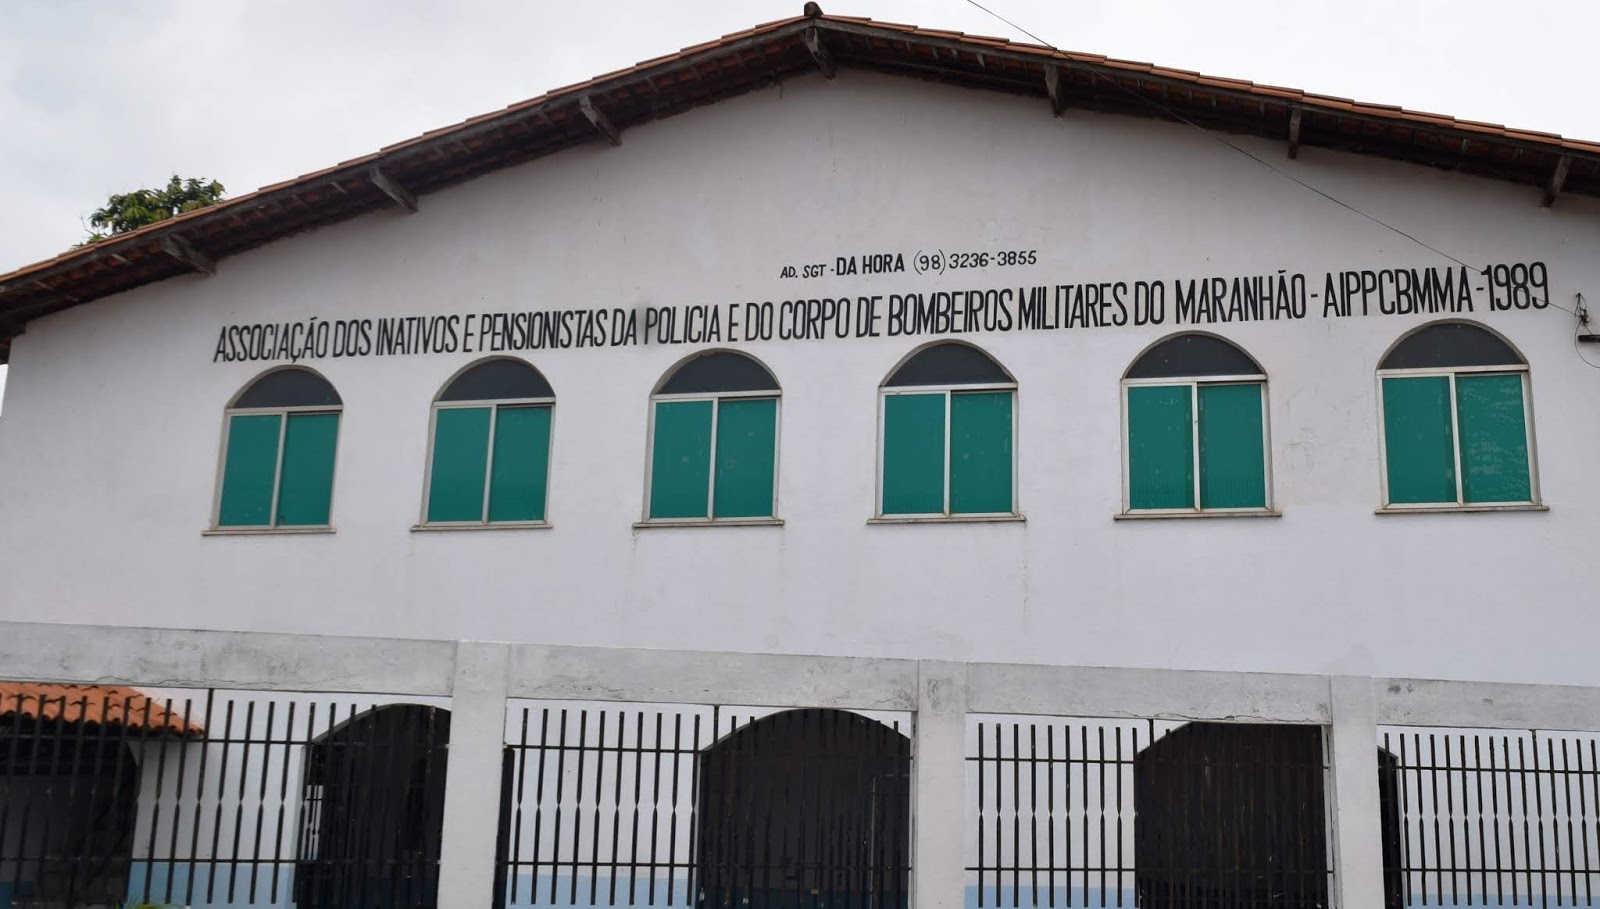 AD. SGT - DA HORA (98) 3236-3855
ASSOCIAÇÃO DOS INATIVOS E PENSIONISTAS DA POLICIA E DO CORPO DE BOMBEIROS MILITARES DO MARANHÃO - AIPPCBMMA - 1989